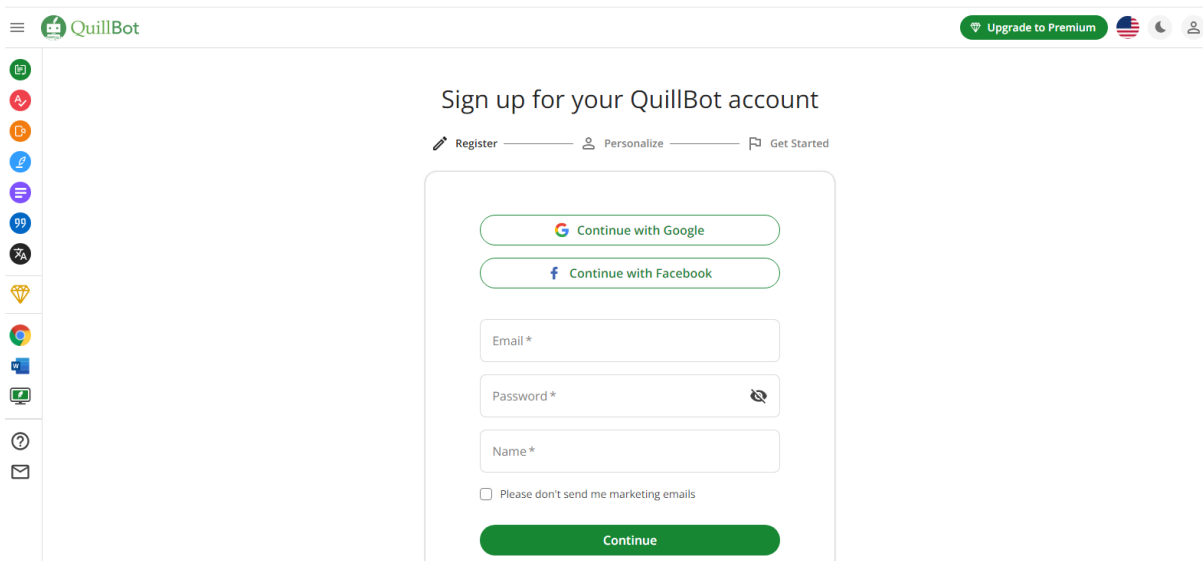 QuillBot
Upgrade to Premium
Sign up for your QuillBot account
Register Personalize Get Started
Continue with Google
Continue with Facebook
Email *
Password *
Name *
Please don't send me marketing emails
Continue
99
W